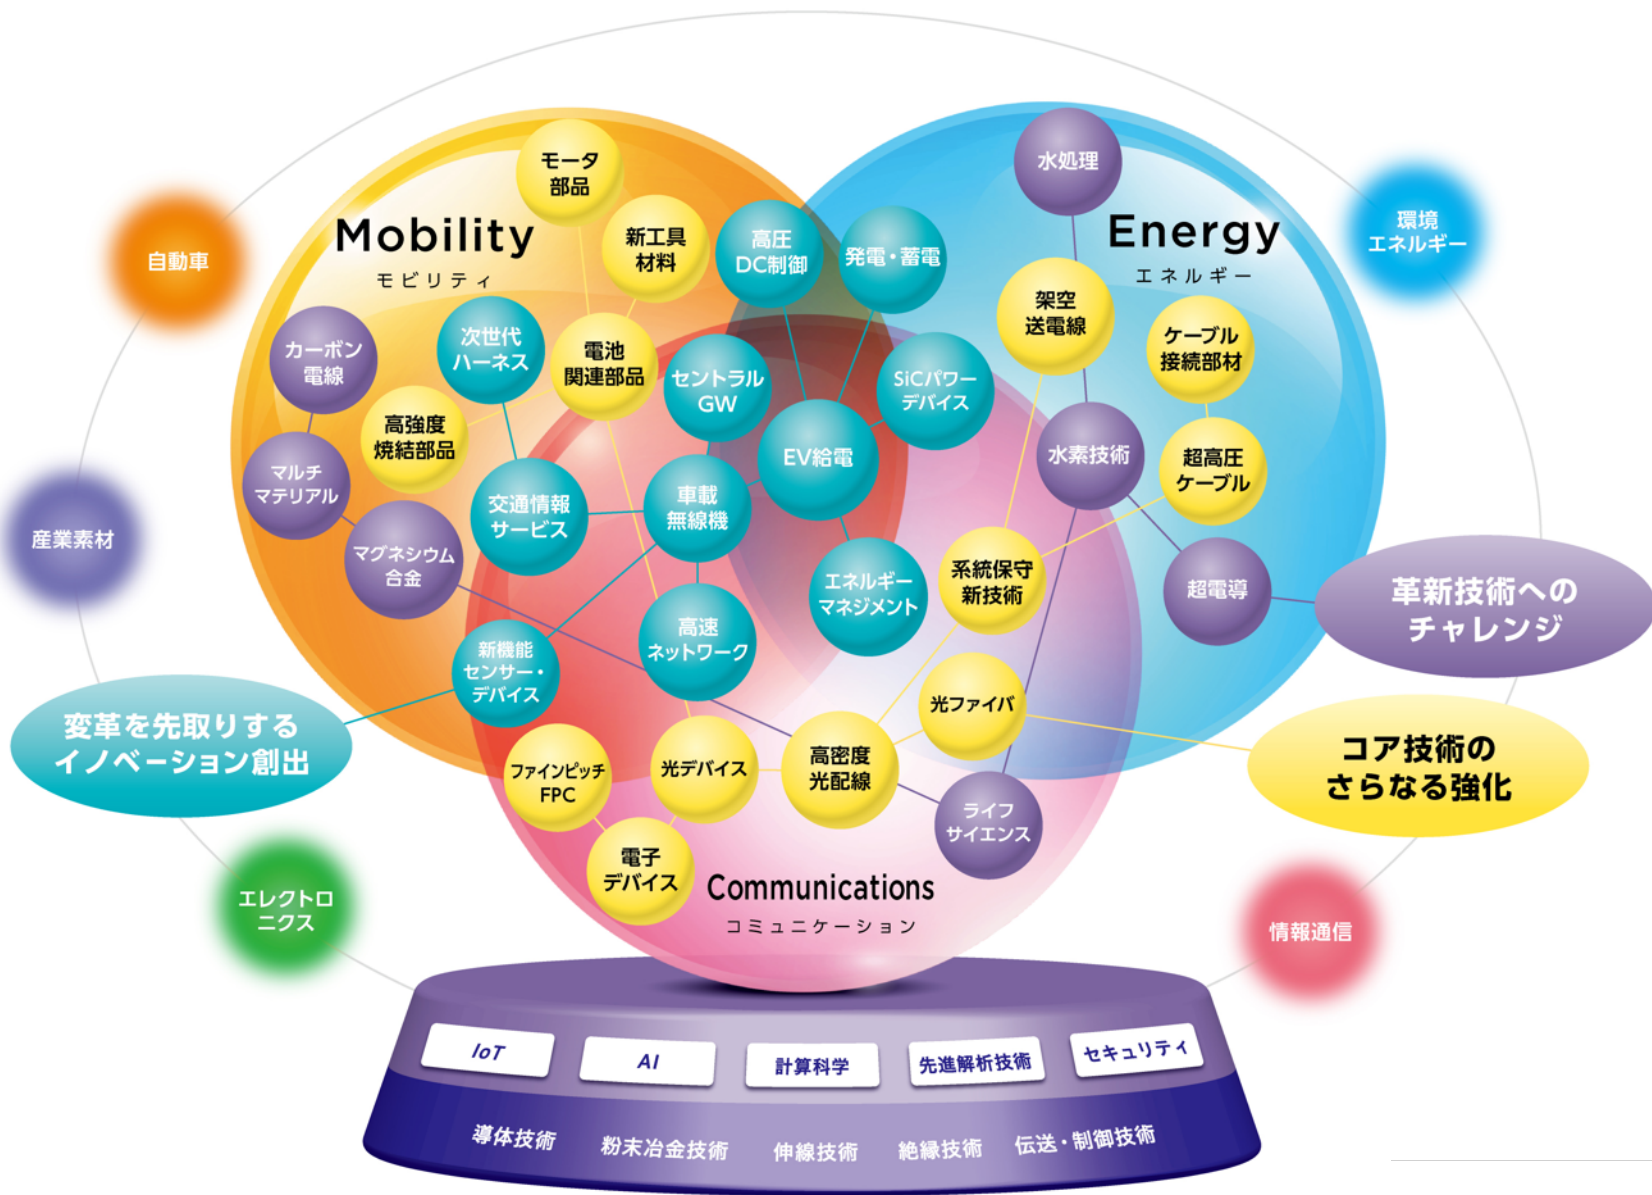 Mobility
モビリティ
Energy
エネルギー
Communications
コミュニケーション
自動車
環境
エネルギー
産業素材
エレクトロ
ニクス
情報通信
革新技術への
チャレンジ
変革を先取りする
イノベーション創出
コア技術の
さらなる強化
モータ
部品
新工具
材料
高圧
DC制御
発電・蓄電
水処理
架空
送電線
ケーブル
接続部材
カーボン
電線
次世代
ハーネス
電池
関連部品
セントラル
GW
SiCパワー
デバイス
高強度
焼結部品
EV給電
水素技術
超高圧
ケーブル
マルチ
マテリアル
交通情報
サービス
車載
無線機
マグネシウム
合金
エネルギー
マネジメント
系統保守
新技術
超電導
新機能
センサー・
デバイス
高速
ネットワーク
光ファイバ
ファインピッチ
FPC
光デバイス
高密度
光配線
ライフ
サイエンス
電子
デバイス
IoT
AI
計算科学
先進解析技術
セキュリティ
導体技術
粉末冶金技術
伸線技術
絶縁技術
伝送・制御技術